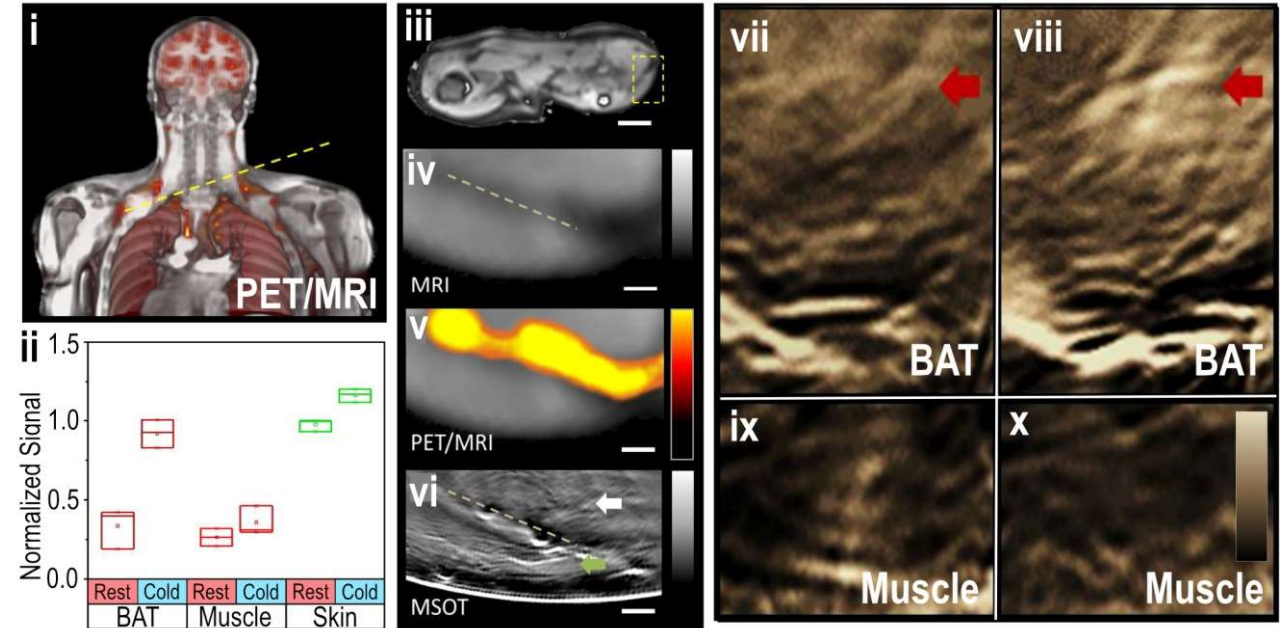 i
PET/MRI
ii
Normalized Signal
1.5
1.0
0.5
0.0
Rest Cold Rest Cold Rest Cold
BAT Muscle Skin
iii
iv
MRI
v
PET/MRI
vi
MSOT
vii
BAT
viii
BAT
ix
Muscle
x
Muscle